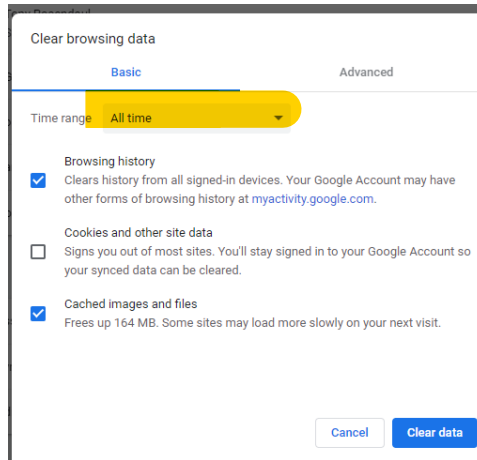 Clear browsing data
Basic Advanced
Time range All time
Browsing history
Clears history from all signed-in devices. Your Google Account may have
other forms of browsing history at myactivity.google.com.
Cookies and other site data
Signs you out of most sites. You'll stay signed in to your Google Account so
your synced data can be cleared.
Cached images and files
Frees up 164 MB. Some sites may load more slowly on your next visit.
Cancel Clear data